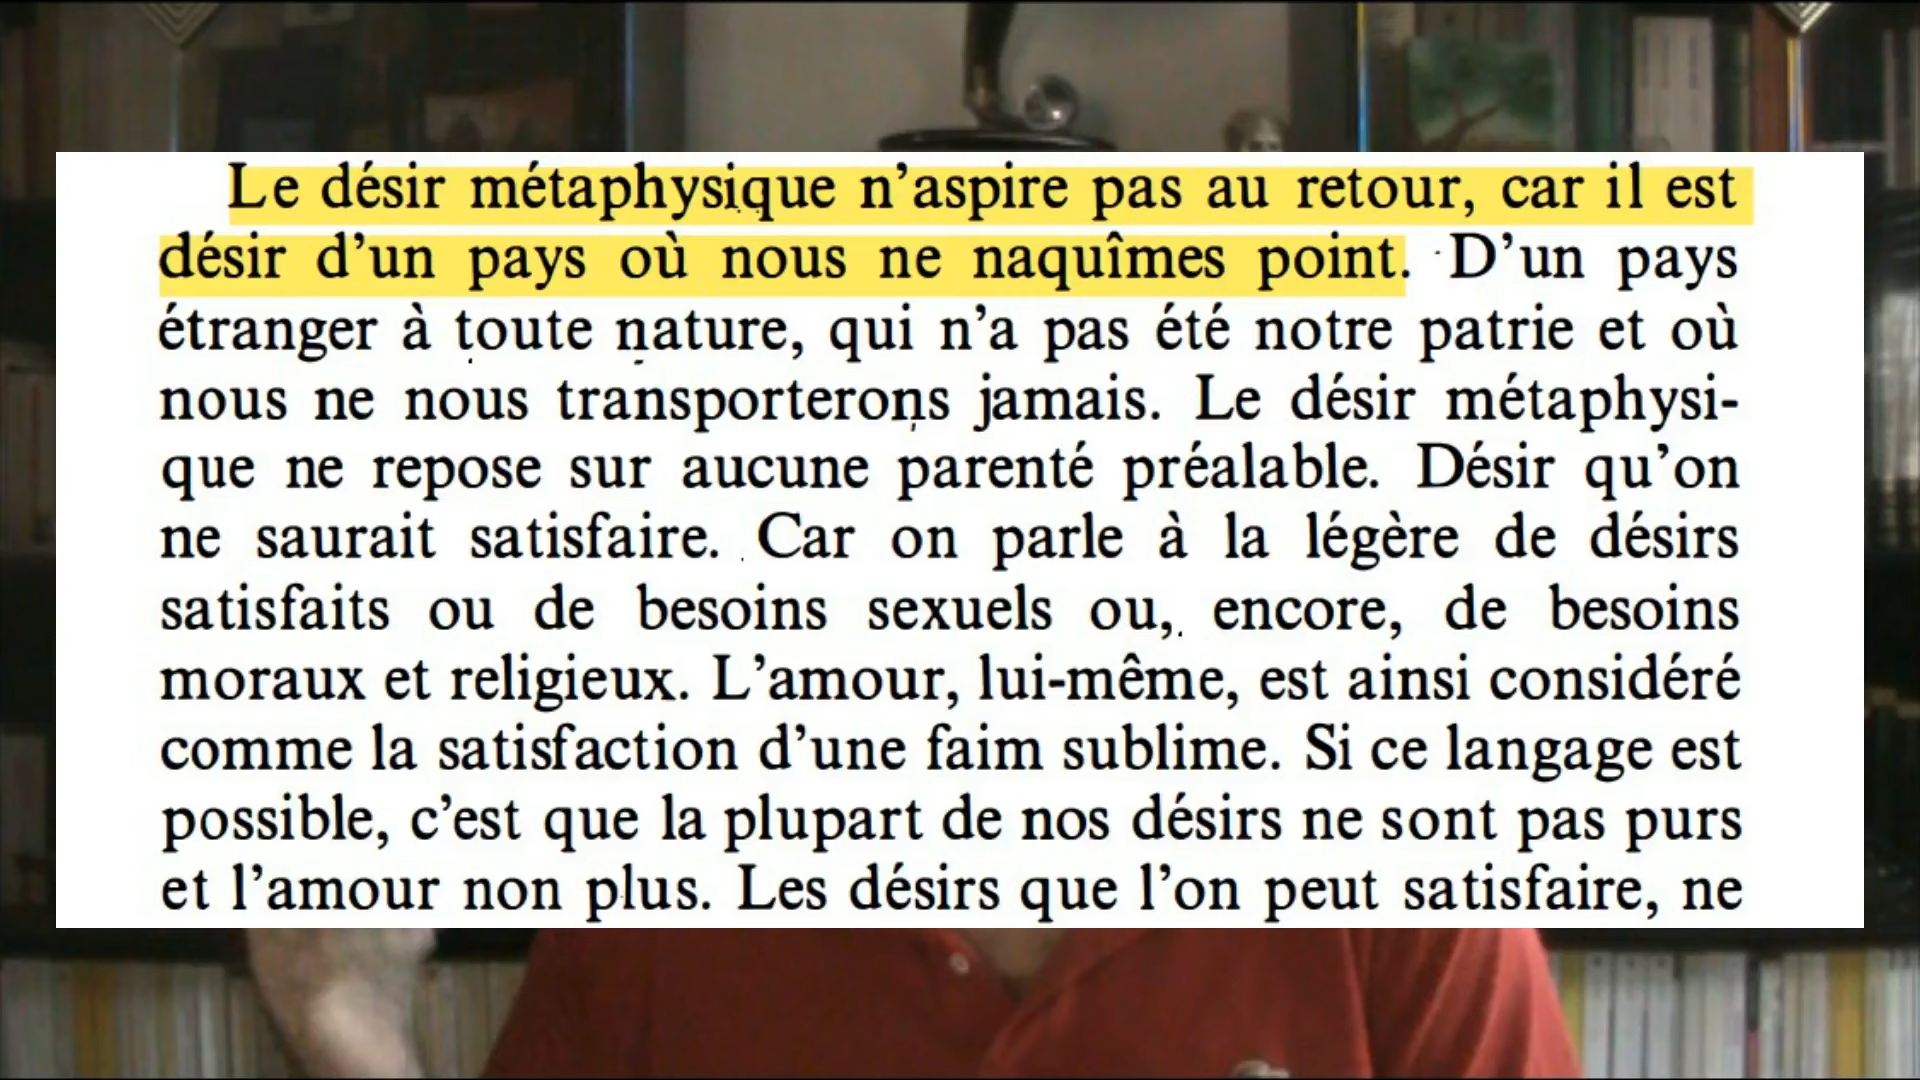 Le désir métaphysique n’aspire pas au retour, car il est
désir d’un pays où nous ne naquîmes point. D’un pays
étranger à toute nature, qui n’a pas été notre patrie et où
nous ne nous transporterons jamais. Le désir métaphysi-
que ne repose sur aucune parenté préalable. Désir qu’on
ne saurait satisfaire. Car on parle à la légère de désirs
satisfaits ou de besoins sexuels ou, encore, de besoins
moraux et religieux. L’amour, lui-même, est ainsi considéré
comme la satisfaction d’une faim sublime. Si ce langage est
possible, c’est que la plupart de nos désirs ne sont pas purs
et l’amour non plus. Les désirs que l’on peut satisfaire, ne